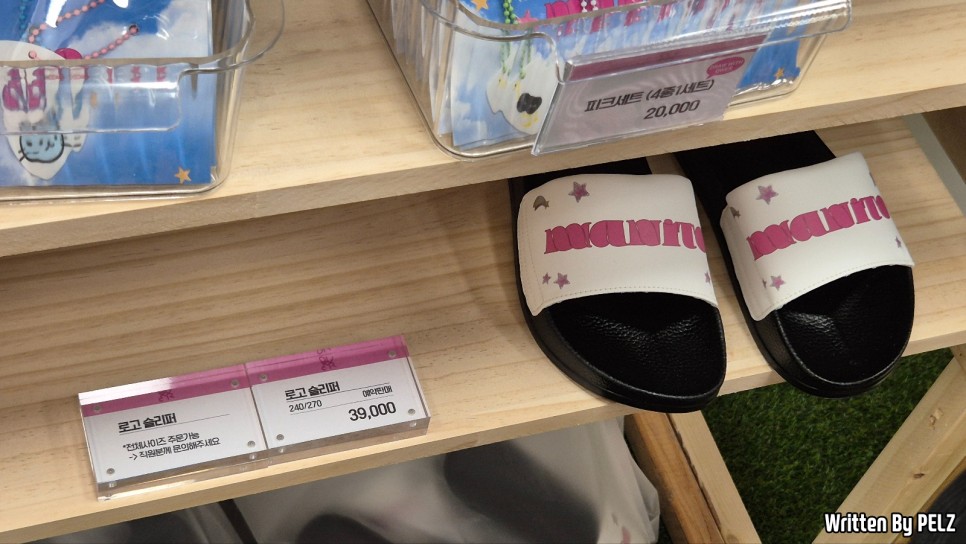 피크세트 (4종1세트)
20,000
manito
manito
로고 슬리퍼
*전체사이즈 주문가능
-> 직원분께 문의해주세요
로고 슬리퍼
240/270
예약판매
39,000
Written By PELZ